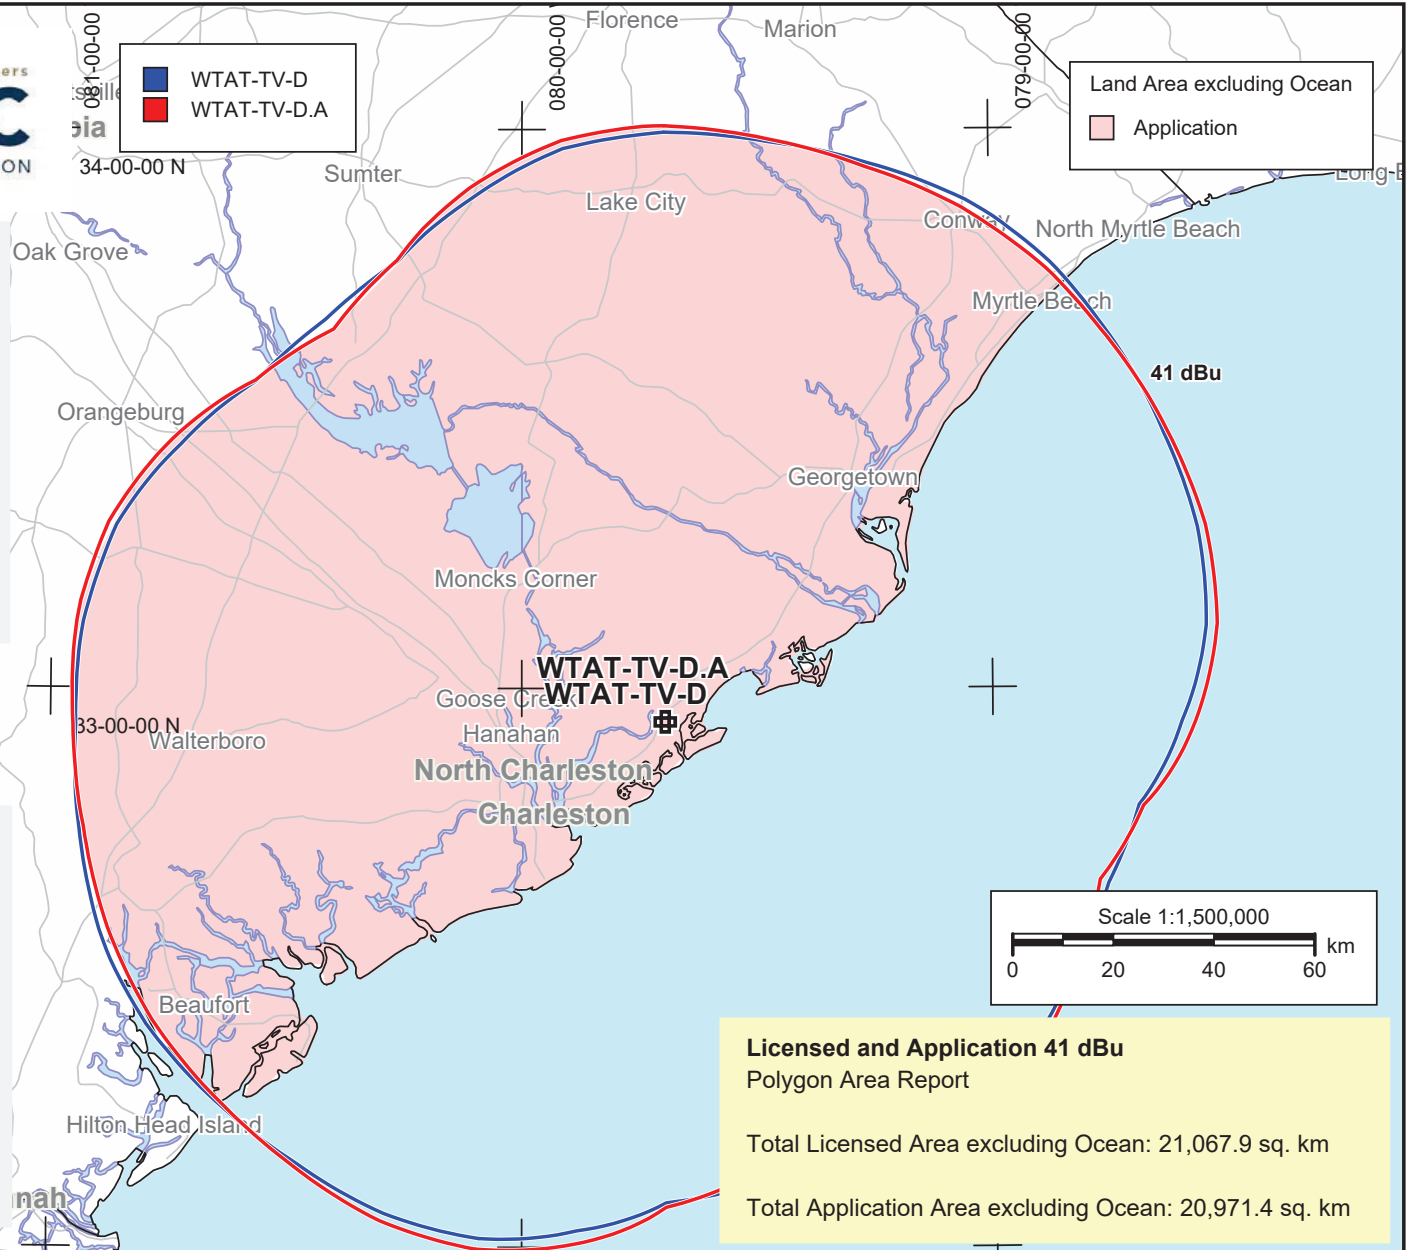 Florence
Marion
081-00-00
080-00-00
079-00-00
ers
C
ON
WTAT-TV-D
WTAT-TV-D.A
Land Area excluding Ocean
Application
34-00-00 N
Sumter
Lake City
Conway
North Myrtle Beach
Oak Grove
Myrtle Beach
41 dBu
Orangeburg
Georgetown
Moncks Corner
WTAT-TV-D.A
WTAT-TV-D
Goose Creek
33-00-00 N
Walterboro
Hanahan
North Charleston
Charleston
Scale 1:1,500,000
km
0 20 40 60
Beaufort
Licensed and Application 41 dBu
Polygon Area Report
Hilton Head Island
Total Licensed Area excluding Ocean: 21,067.9 sq. km
nah
Total Application Area excluding Ocean: 20,971.4 sq. km